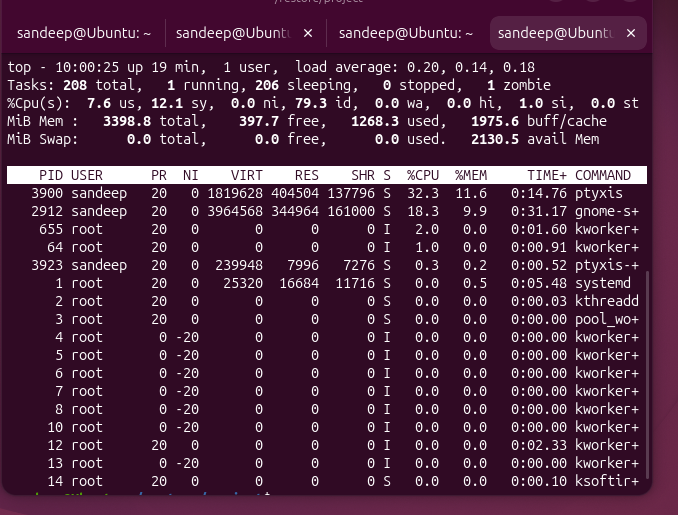 /restore/project
sandeep@Ubuntu: ~ sandeep@Ubunt × sandeep@Ubuntu: ~ sandeep@Ubunt ×
top - 10:00:25 up 19 min,  1 user,  load average: 0.20, 0.14, 0.18
Tasks: 208 total,   1 running, 206 sleeping,   0 stopped,   1 zombie
%Cpu(s):  7.6 us, 12.1 sy,  0.0 ni, 79.3 id,  0.0 wa,  0.0 hi,  1.0 si,  0.0 st
MiB Mem :   3398.8 total,    397.7 free,   1268.3 used,   1975.6 buff/cache
MiB Swap:      0.0 total,      0.0 free,      0.0 used.   2130.5 avail Mem
PID USER      PR  NI    VIRT    RES    SHR S  %CPU  %MEM     TIME+ COMMAND
3900 sandeep   20   0 1819628 404504 137796 S  32.3  11.6   0:14.76 ptyxis
2912 sandeep   20   0 3964568 344964 161000 S  18.3   9.9   0:31.17 gnome-s+
655 root      20   0       0      0      0 I   2.0   0.0   0:01.60 kworker+
64 root      20   0       0      0      0 I   1.0   0.0   0:00.91 kworker+
3923 sandeep   20   0  239948   7996   7276 S   0.3   0.2   0:00.52 ptyxis-+
1 root      20   0   25320  16684  11716 S   0.0   0.5   0:05.48 systemd
2 root      20   0       0      0      0 S   0.0   0.0   0:00.03 kthreadd
3 root      20   0       0      0      0 S   0.0   0.0   0:00.00 pool_wo+
4 root       0 -20       0      0      0 I   0.0   0.0   0:00.00 kworker+
5 root       0 -20       0      0      0 I   0.0   0.0   0:00.00 kworker+
6 root       0 -20       0      0      0 I   0.0   0.0   0:00.00 kworker+
7 root       0 -20       0      0      0 I   0.0   0.0   0:00.00 kworker+
8 root       0 -20       0      0      0 I   0.0   0.0   0:00.00 kworker+
10 root       0 -20       0      0      0 I   0.0   0.0   0:00.00 kworker+
12 root      20   0       0      0      0 I   0.0   0.0   0:02.33 kworker+
13 root       0 -20       0      0      0 I   0.0   0.0   0:00.00 kworker+
14 root      20   0       0      0      0 S   0.0   0.0   0:00.10 ksoftir+